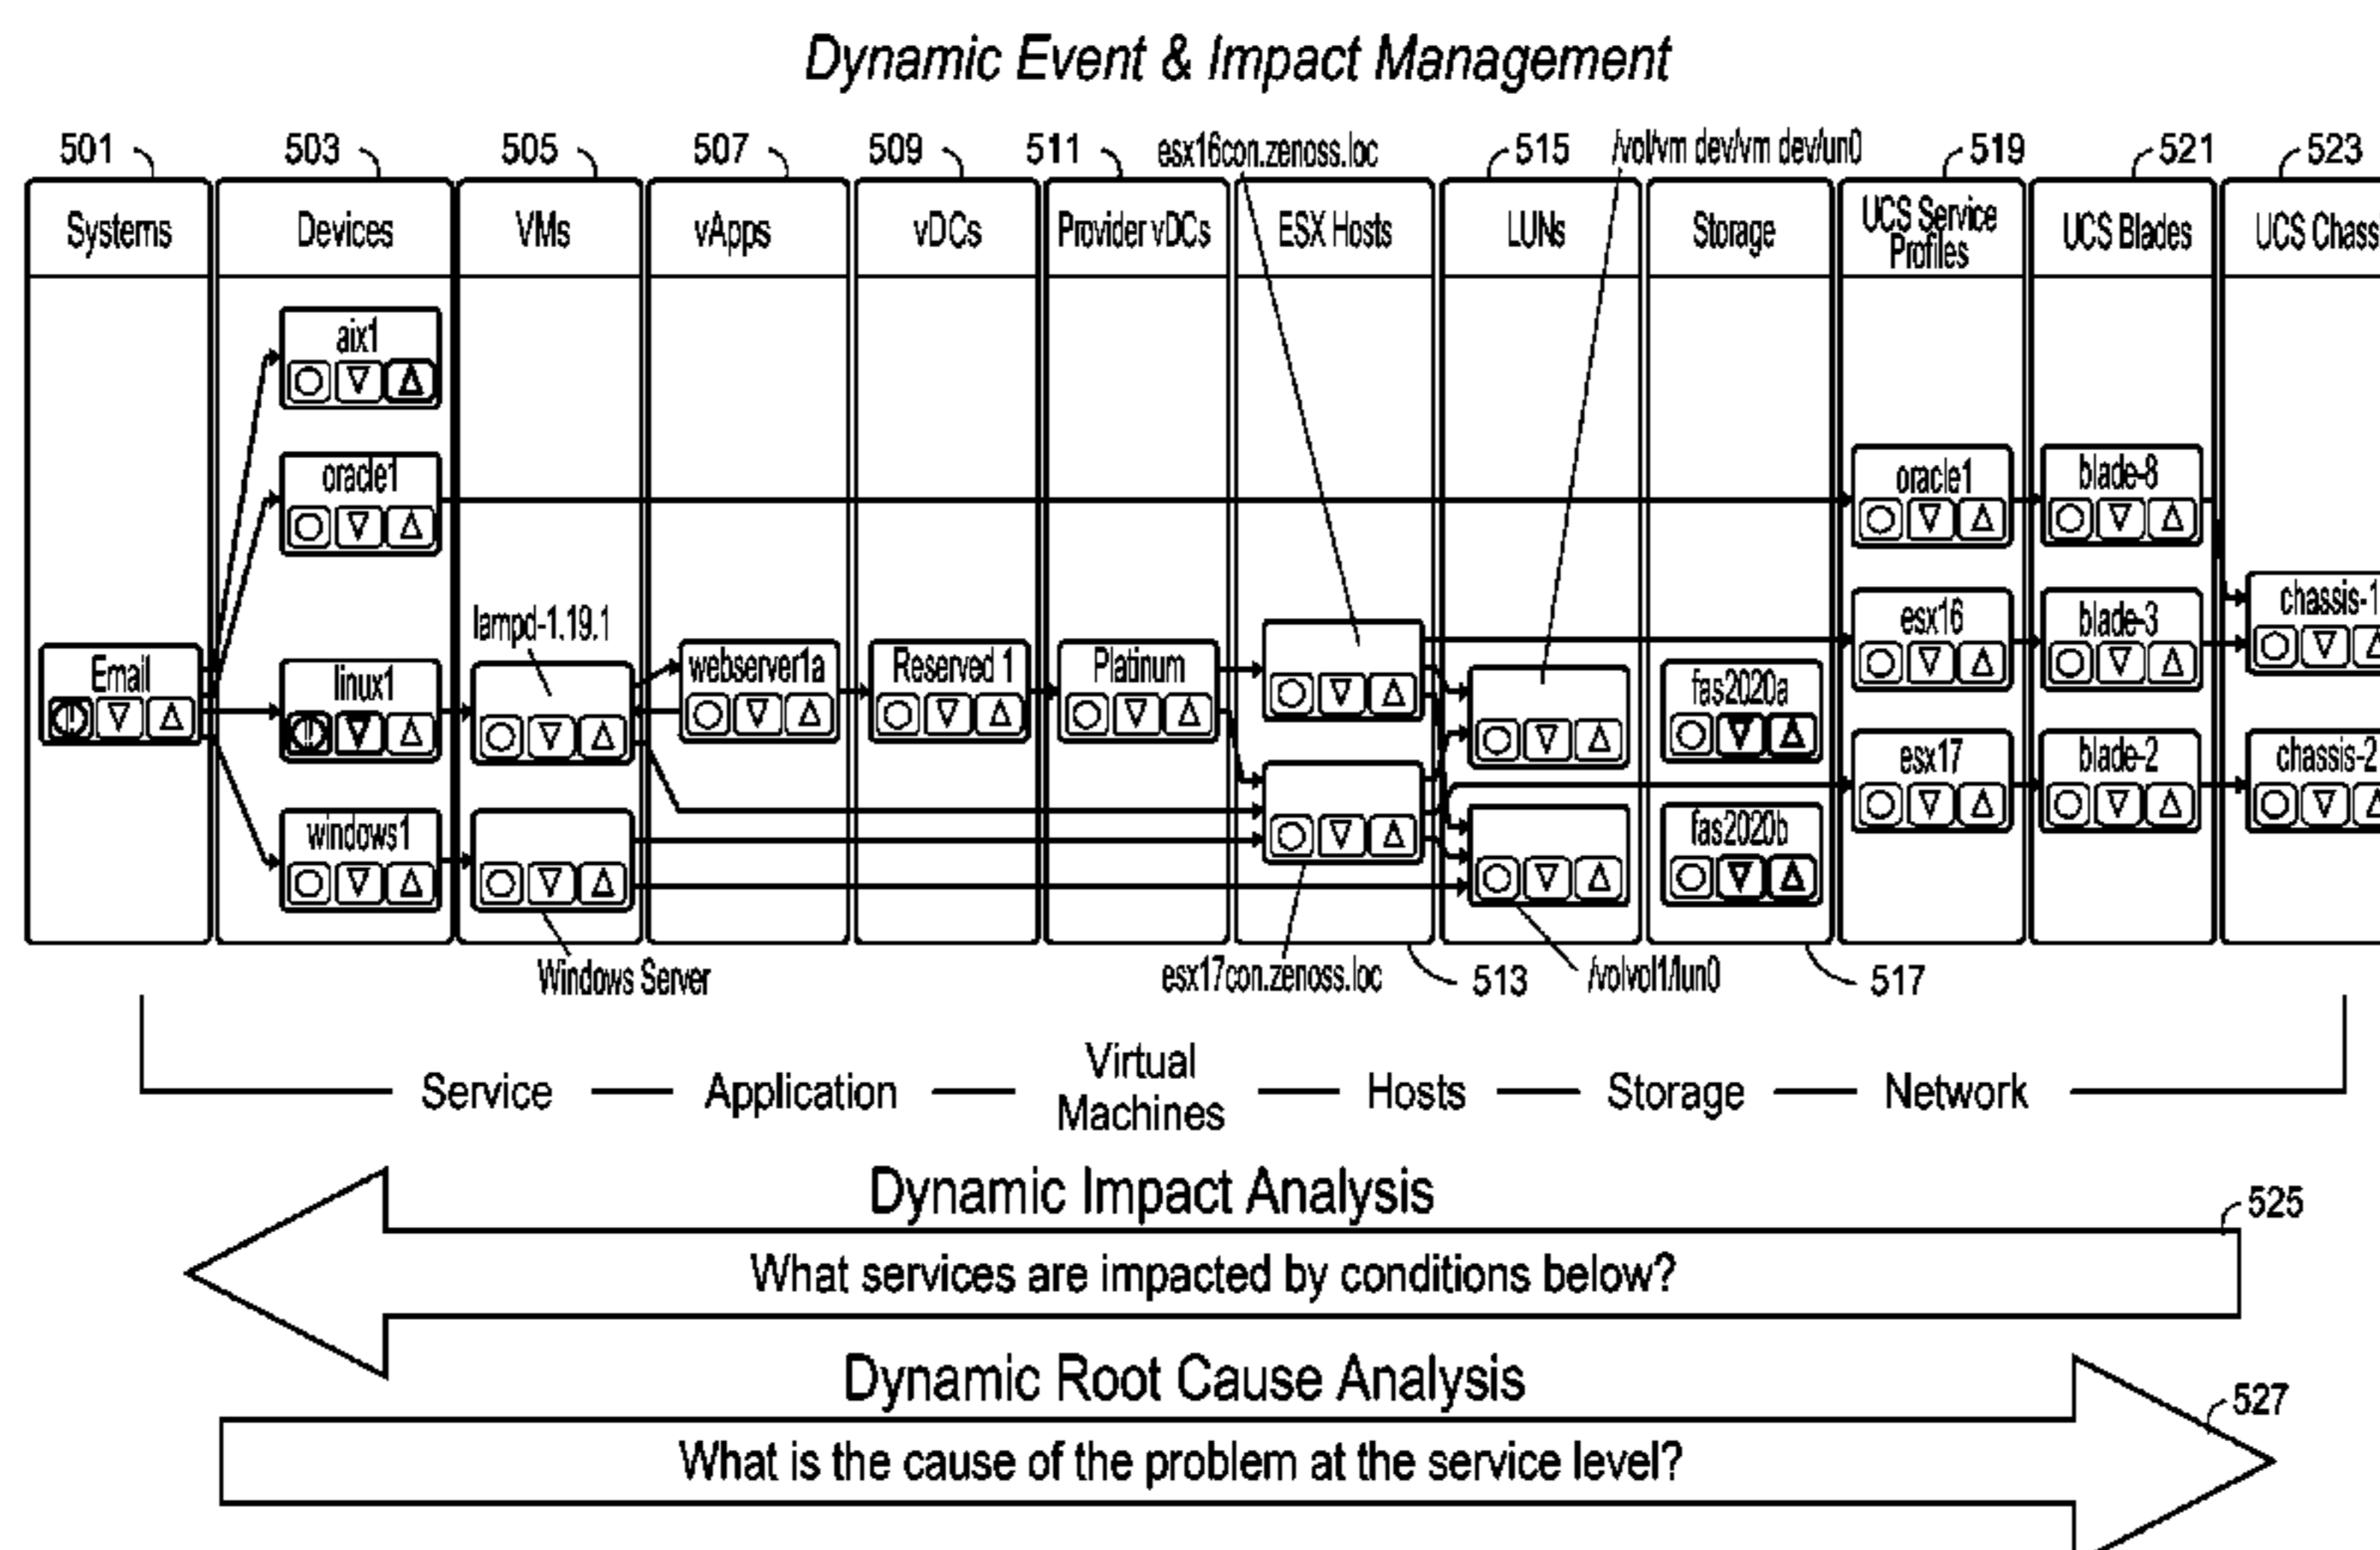 Dynamic Event & Impact Management
501
503
505
507
509
511
esx16con.zenoss.loc
515
/vol/vm dev/vm dev/un0
519
521
523
Systems
Devices
VMs
vApps
vDCs
Provider vDCs
ESX Hosts
LUNs
Storage
UCS Service
Profiles
UCS Blades
UCS Chass
aix1
oracle1
oracle1
blade-8
lampd-1.19.1
esx16
blade-3
chassis-1
Email
linux1
webserver1a
Reserved 1
Platinum
fas2020a
esx17
blade-2
chassis-2
windows1
fas2020b
Windows Server
esx17con.zenoss.loc
513
/volvol1/lun0
517
Service
Application
Virtual
Machines
Hosts
Storage
Network
Dynamic Impact Analysis
525
What services are impacted by conditions below?
Dynamic Root Cause Analysis
527
What is the cause of the problem at the service level?